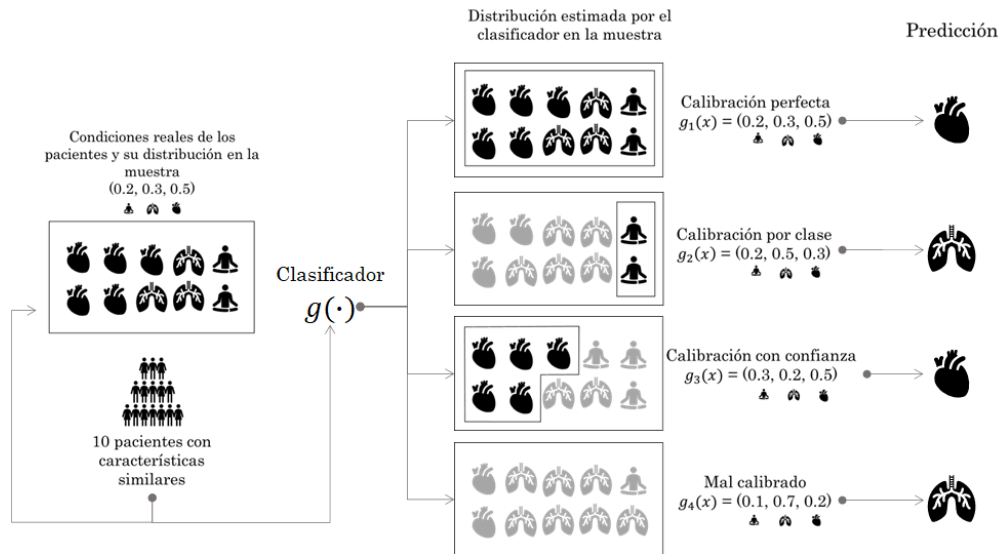 Condiciones reales de los
pacientes y su distribución en la
muestra
(0.2, 0.3, 0.5)
10 pacientes con
características
similares
Clasificador
g(·)
Distribución estimada por el
clasificador en la muestra
Predicción
Calibración perfecta
g₁(x) = (0.2, 0.3, 0.5)
Calibración por clase
g₂(x) = (0.2, 0.5, 0.3)
Calibración con confianza
g₃(x) = (0.3, 0.2, 0.5)
Mal calibrado
g₄(x) = (0.1, 0.7, 0.2)